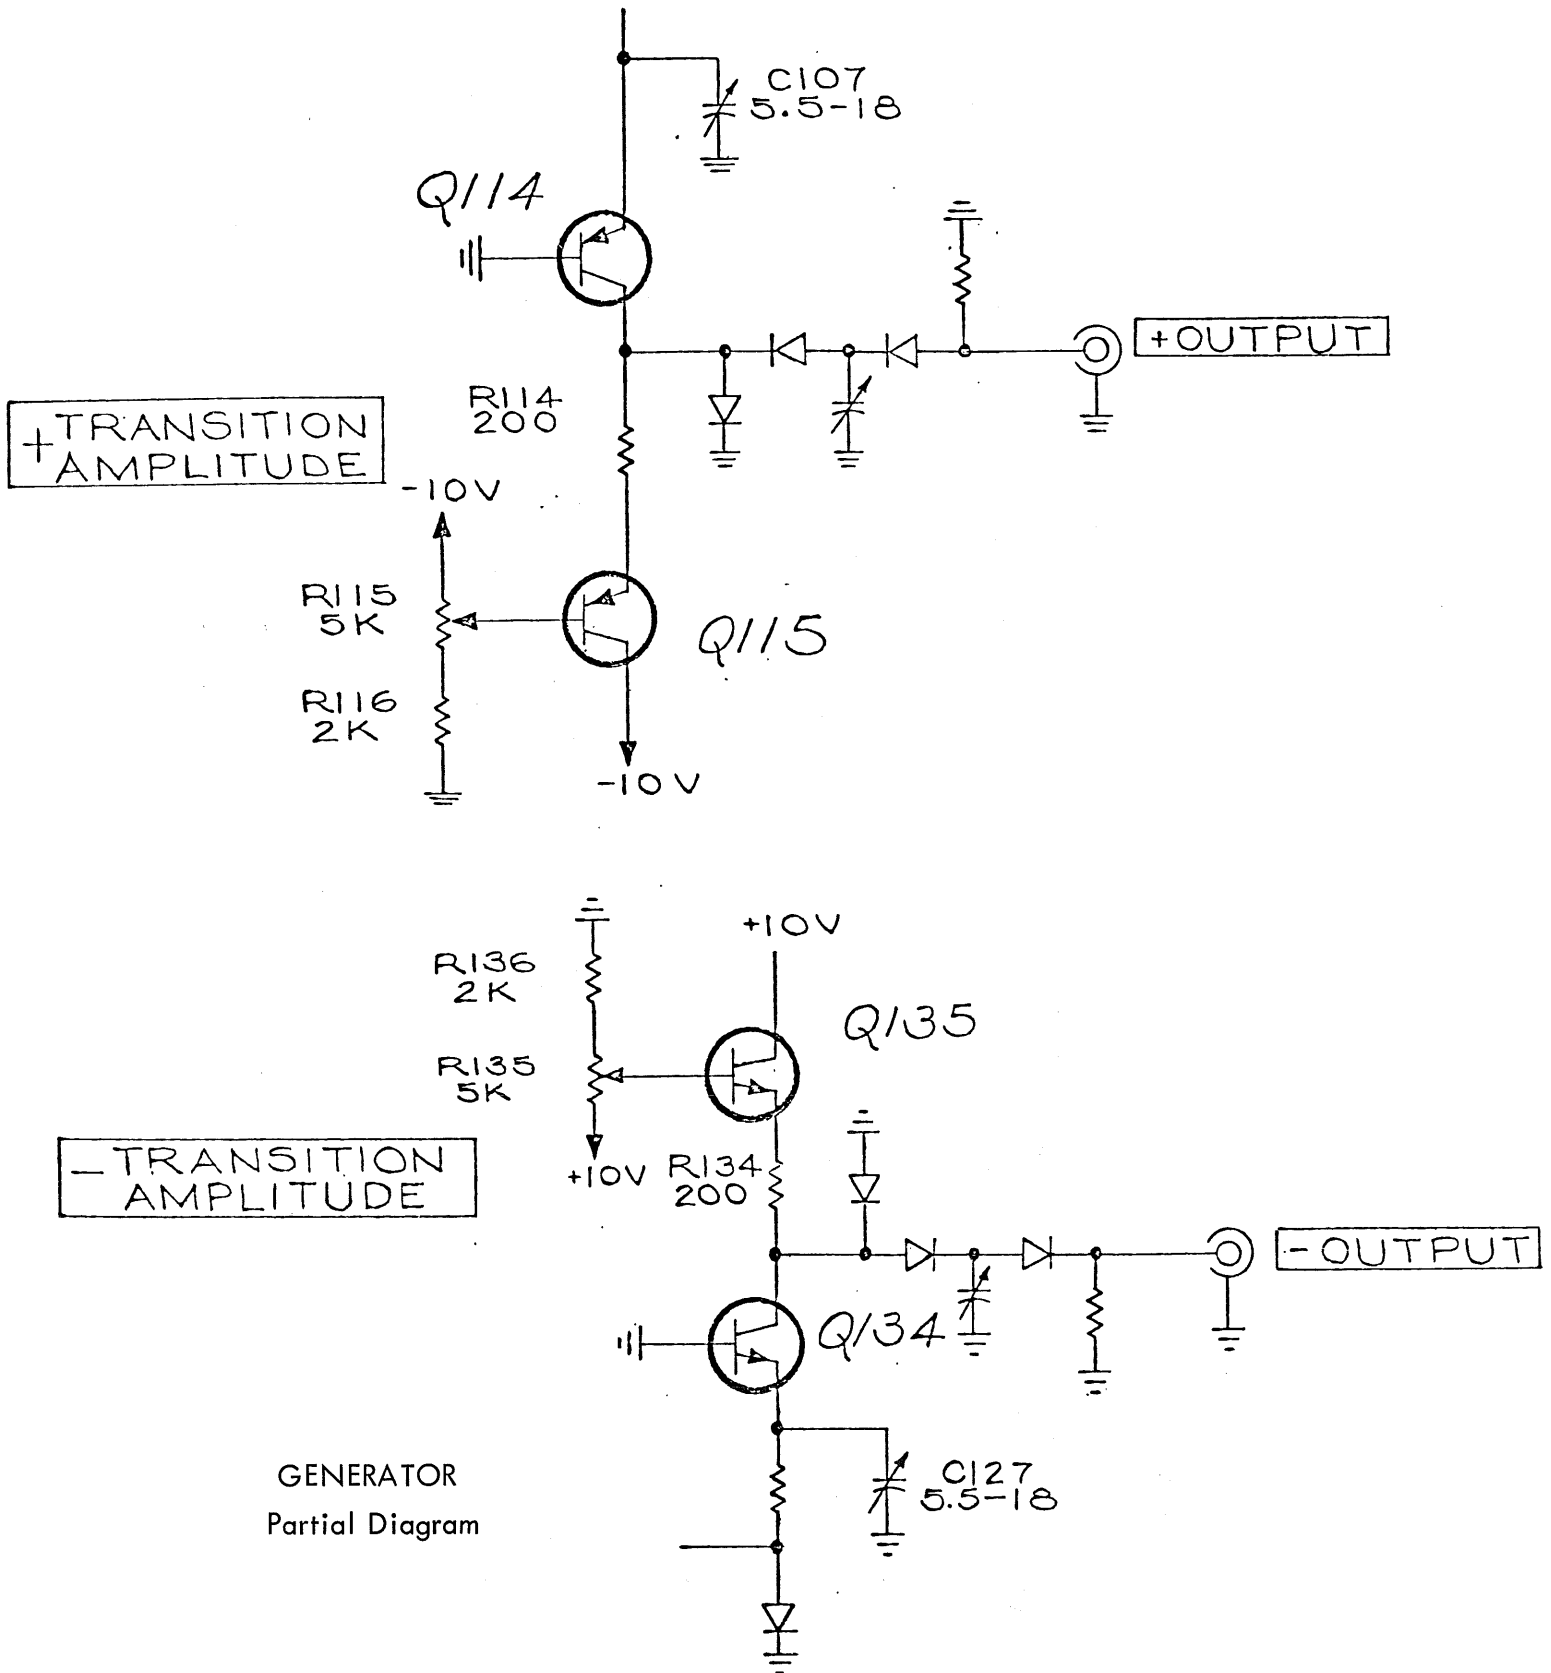 C107
5.5-18
Q114
+OUTPUT
R114
200
+TRANSITION
AMPLITUDE
-10V
R115
5K
Q115
R116
2K
-10V
+10V
R136
2K
Q135
R135
5K
-TRANSITION
AMPLITUDE
+10V
R134
200
-OUTPUT
Q134
C127
5.5-18
GENERATOR
Partial Diagram